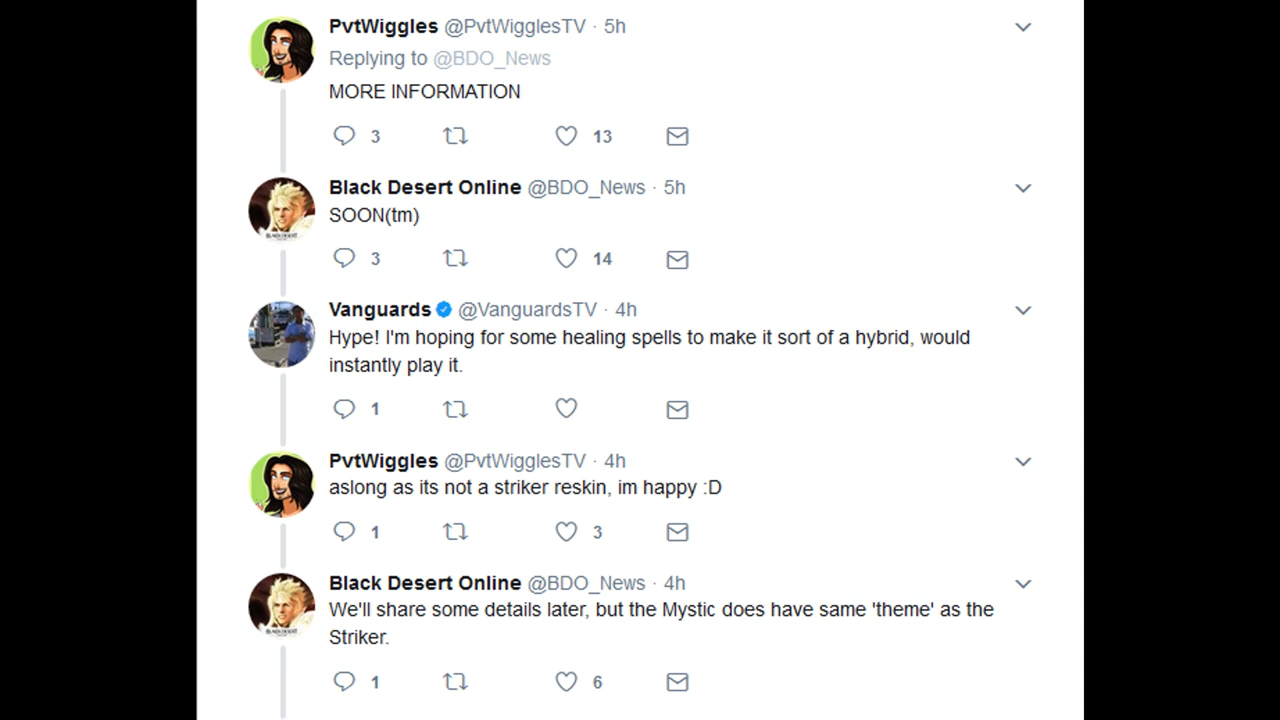 PvtWiggles @PvtWigglesTV · 5h
Replying to @BDO_News
MORE INFORMATION
3 13
Black Desert Online @BDO_News · 5h
SOON(tm)
3 14
Vanguards @VanguardsTV · 4h
Hype! I'm hoping for some healing spells to make it sort of a hybrid, would
instantly play it.
1
PvtWiggles @PvtWigglesTV · 4h
aslong as its not a striker reskin, im happy :D
1 3
Black Desert Online @BDO_News · 4h
We'll share some details later, but the Mystic does have same 'theme' as the
Striker.
1 6